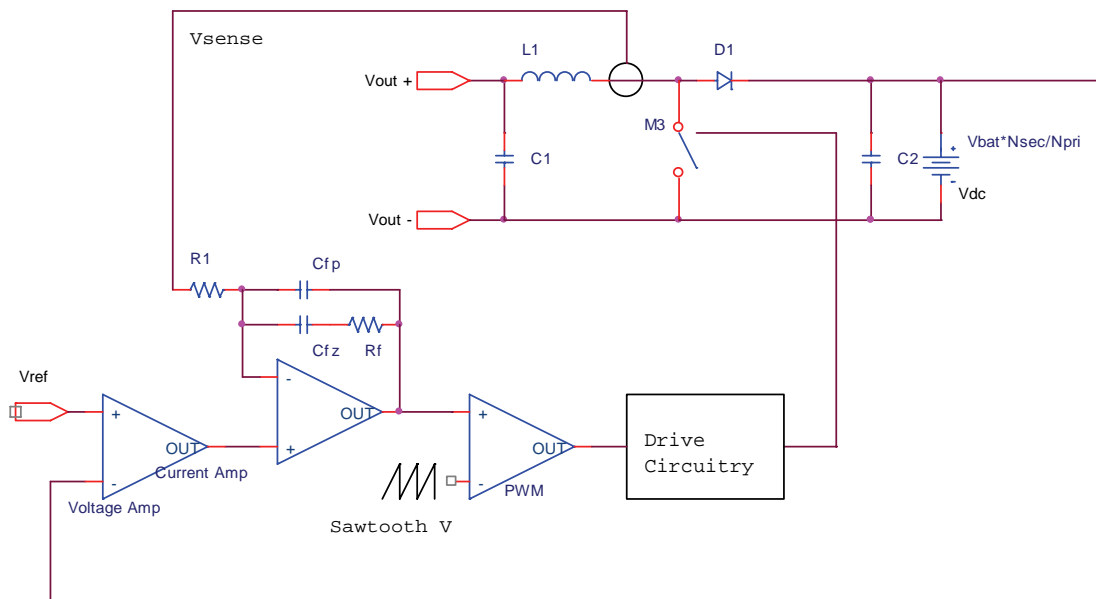 Vsense
L1
D1
Vout +
M3
C1
C2
+
Vbat*Nsec/Npri
-
Vdc
Vout -
R1
Cfp
Cfz
Rf
Vref
-
+
OUT
+
OUT
Current Amp
-
Voltage Amp
+
OUT
-
PWM
Drive
Circuitry
Sawtooth V